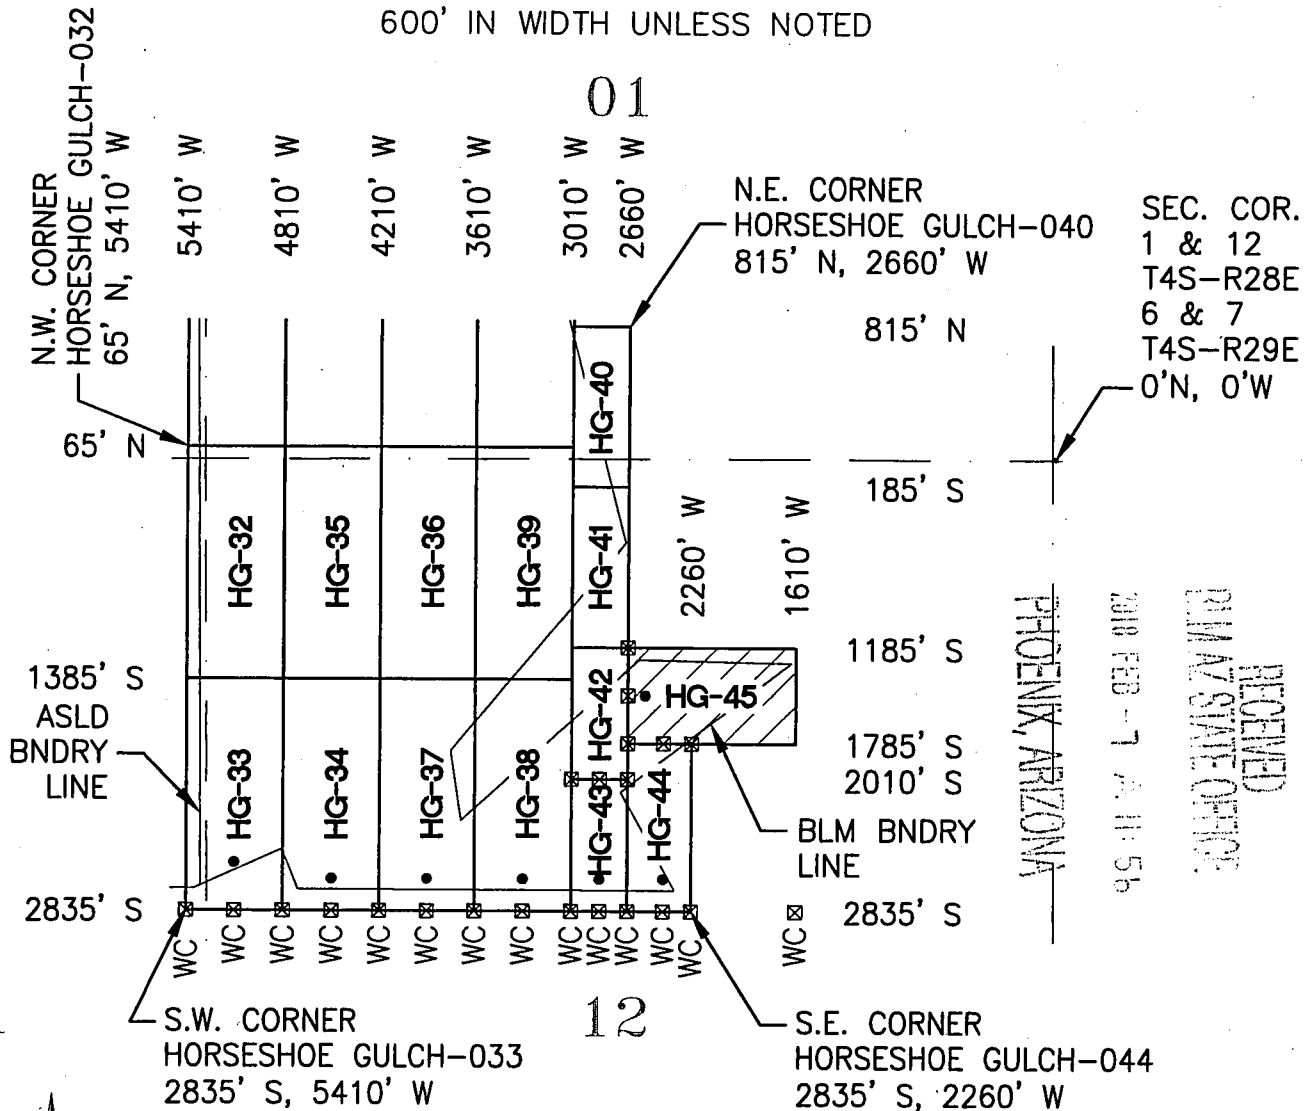 600' IN WIDTH UNLESS NOTED
01
N.W. CORNER
HORSESHOE GULCH-032
65' N, 5410' W
5410' W
4810' W
4210' W
3610' W
3010' W
2660' W
N.E. CORNER
HORSESHOE GULCH-040
815' N, 2660' W
SEC. COR.
1 & 12
T4S-R28E
6 & 7
T4S-R29E
0'N, 0'W
815' N
65' N
185' S
HG-40
HG-32
HG-35
HG-36
HG-39
HG-41
2260' W
1610' W
1385' S
1185' S
ASLD
BNDRY
LINE
HG-42
HG-45
1785' S
2010' S
HG-33
HG-34
HG-37
HG-38
HG-43
HG-44
BLM BNDRY
LINE
2835' S
2835' S
WC
WC
WC
WC
WC
WC
WC
WC
WC
WC
WC
WC
WC
S.W. CORNER
HORSESHOE GULCH-033
2835' S, 5410' W
12
S.E. CORNER
HORSESHOE GULCH-044
2835' S, 2260' W
RECEIVED
BLM AZ STATE OFFICE
2018 FEB -7 A 11: 56
PHOENIX, ARIZONA